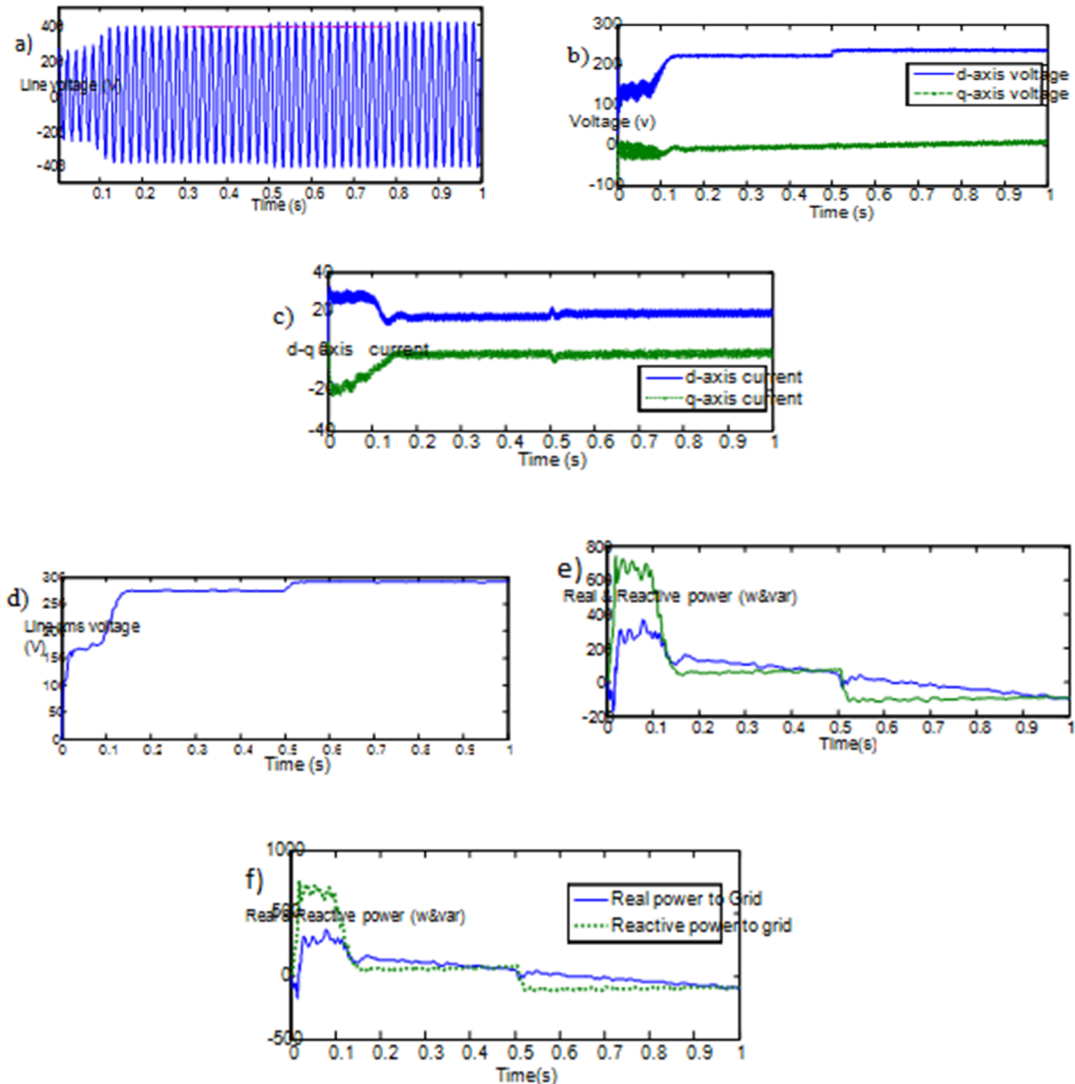 a)
400
200
Line voltage (V)
0
-200
-400
0.1 0.2 0.3 0.4 0.5 0.6 0.7 0.8 0.9 1
Time (s)
b)
300
200
100
Voltage (v)
0
-100
d-axis voltage
q-axis voltage
0 0.1 0.2 0.3 0.4 0.5 0.6 0.7 0.8 0.9 1
Time (s)
c)
40
20
d-q axis current
-20
-40
d-axis current
q-axis current
0 0.1 0.2 0.3 0.4 0.5 0.6 0.7 0.8 0.9 1
Time (s)
d)
300
250
Line rms voltage
200
(V)
150
100
50
0
0 0.1 0.2 0.3 0.4 0.5 0.6 0.7 0.8 0.9 1
Time (s)
e)
800
600
Real & Reactive power (w&var)
400
200
0
-200
0 0.1 0.2 0.3 0.4 0.5 0.6 0.7 0.8 0.9 1
Time(s)
f)
1000
500
Real & Reactive power (w&var)
0
-500
Real power to Grid
Reactive power to grid
0 0.1 0.2 0.3 0.4 0.5 0.6 0.7 0.8 0.9 1
Time(s)